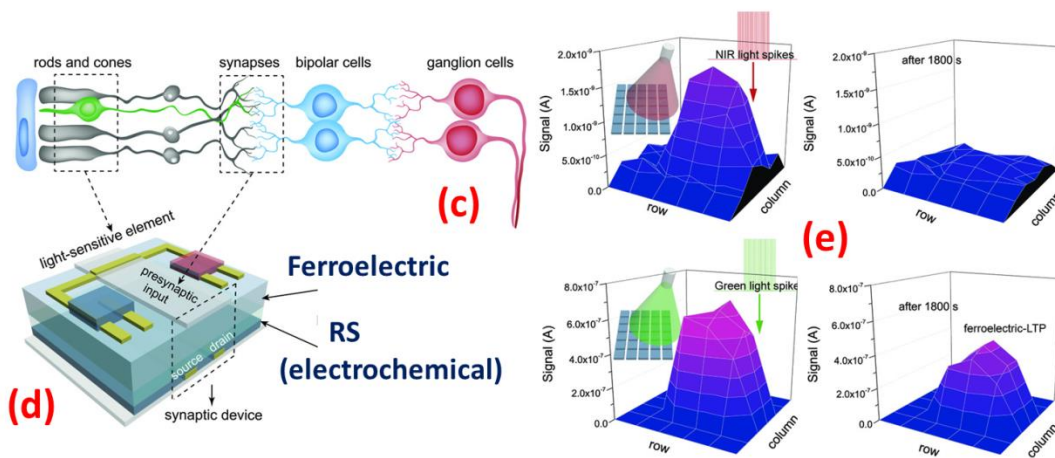 rods and cones
synapses
bipolar cells
ganglion cells
(c)
light-sensitive element
presynaptic
input
source drain
synaptic device
Ferroelectric
RS
(electrochemical)
(d)
Signal (A)
2.0x10⁻⁹
1.5x10⁻⁹
1.0x10⁻⁹
5.0x10⁻¹⁰
0.0
NIR light spikes
row
column
Signal (A)
2.0x10⁻⁹
1.5x10⁻⁹
1.0x10⁻⁹
5.0x10⁻¹⁰
0.0
after 1800 s
row
column
(e)
Signal (A)
8.0x10⁻⁷
6.0x10⁻⁷
4.0x10⁻⁷
2.0x10⁻⁷
0.0
Green light spike
row
column
Signal (A)
8.0x10⁻⁷
6.0x10⁻⁷
4.0x10⁻⁷
2.0x10⁻⁷
0.0
after 1800 s
ferroelectric-LTP
row
column